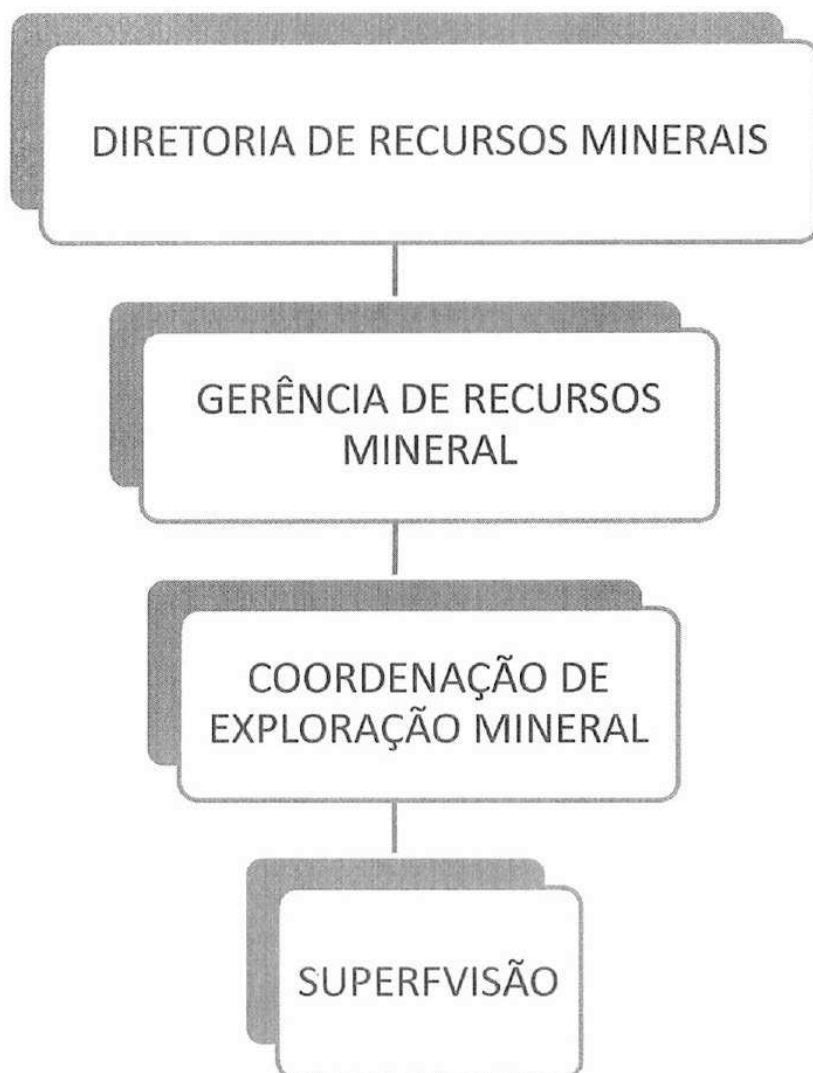 DIRETORIA DE RECURSOS MINERAIS
GERÊNCIA DE RECURSOS
MINERAL
COORDENAÇÃO DE
EXPLORAÇÃO MINERAL
SUPERFVISÃO